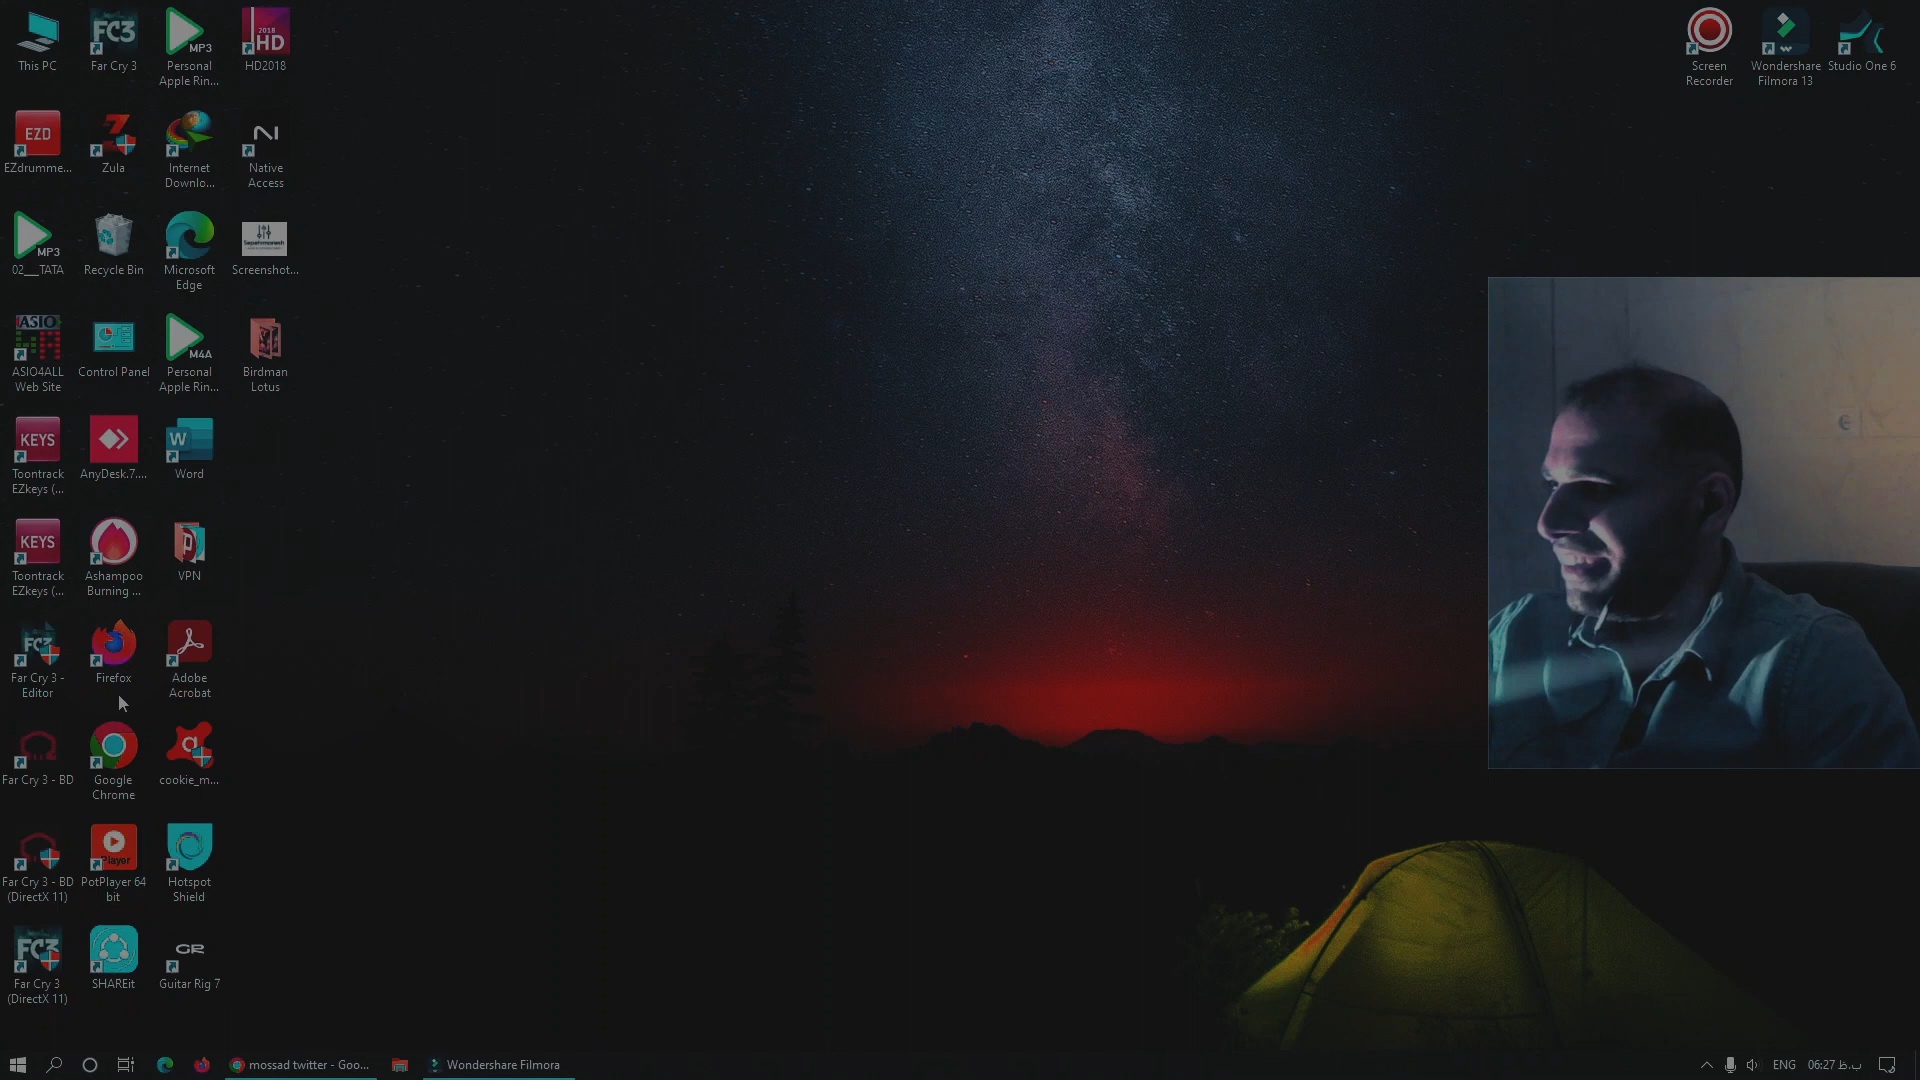 This PC
Far Cry 3
MP3
Personal
Apple Rin...
2018
HD
HD2018
Screen
Recorder
Wondershare
Filmora 13
Studio One 6
EZD
EZdrumme...
Zula
Internet
Downlo...
Native
Access
MP3
02___TATA
Recycle Bin
Microsoft
Edge
Screenshot...
ASIO
ASIO4ALL
Web Site
Control Panel
M4A
Personal
Apple Rin...
Birdman
Lotus
KEYS
Toontrack
EZkeys (...
AnyDesk.7....
W
Word
KEYS
Toontrack
EZkeys (...
Ashampoo
Burning ...
VPN
FC3
Far Cry 3 -
Editor
Firefox
Adobe
Acrobat
Far Cry 3 - BD
Google
Chrome
cookie_m...
Far Cry 3 - BD
(DirectX 11)
Player
PotPlayer 64
bit
Hotspot
Shield
FC3
Far Cry 3
(DirectX 11)
SHAREit
GR
Guitar Rig 7
mossad twitter - Goo...
Wondershare Filmora
ENG
06:27 ب.ظ